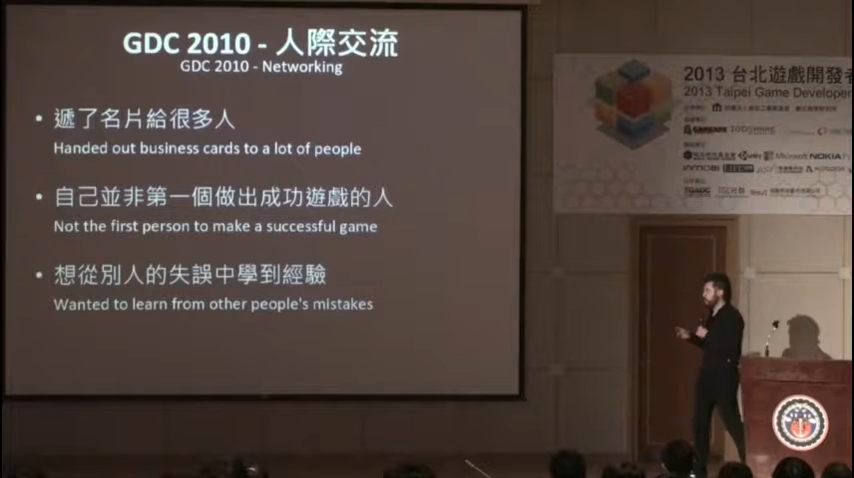 GDC 2010 - 人際交流
GDC 2010 - Networking
• 遞了名片給很多人
Handed out business cards to a lot of people
• 自己並非第一個做出成功遊戲的人
Not the first person to make a successful game
• 想從別人的失誤中學到經驗
Wanted to learn from other people's mistakes
2013 台北遊戲開發者
2013 Taipei Game Developer
unity Microsoft NOKIA
inmobi